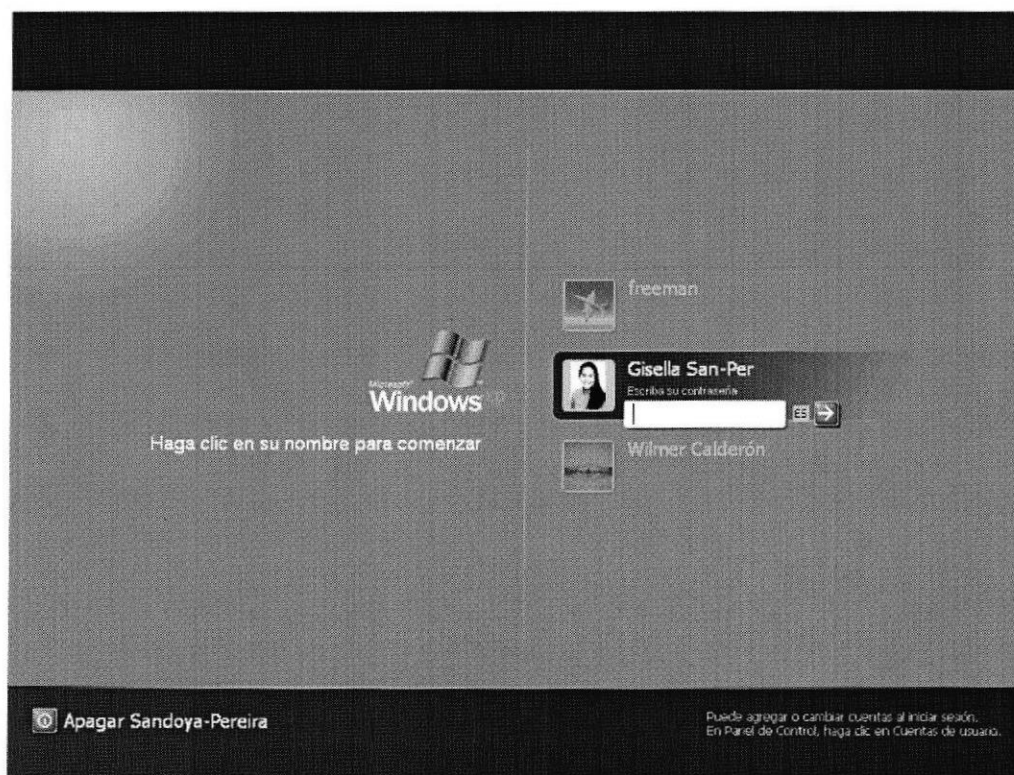 Microsoft®
Windows xp
Haga clic en su nombre para comenzar
freeman
Gisella San-Per
Escriba su contraseña
ES
Wilmer Calderón
Apagar Sandoya-Pereira
Puede agregar o cambiar cuentas al iniciar sesión.
En Panel de Control, haga clic en Cuentas de usuario.